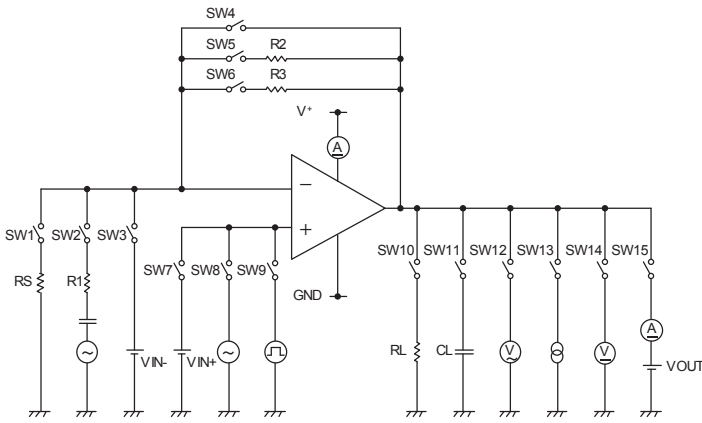 SW4
SW5 R2
SW6 R3
V+
A
−
+
SW1 SW2 SW3
SW7 SW8 SW9
SW10 SW11 SW12 SW13 SW14 SW15
RS R1
GND
VIN- VIN+
RL CL V V
A
VOUT